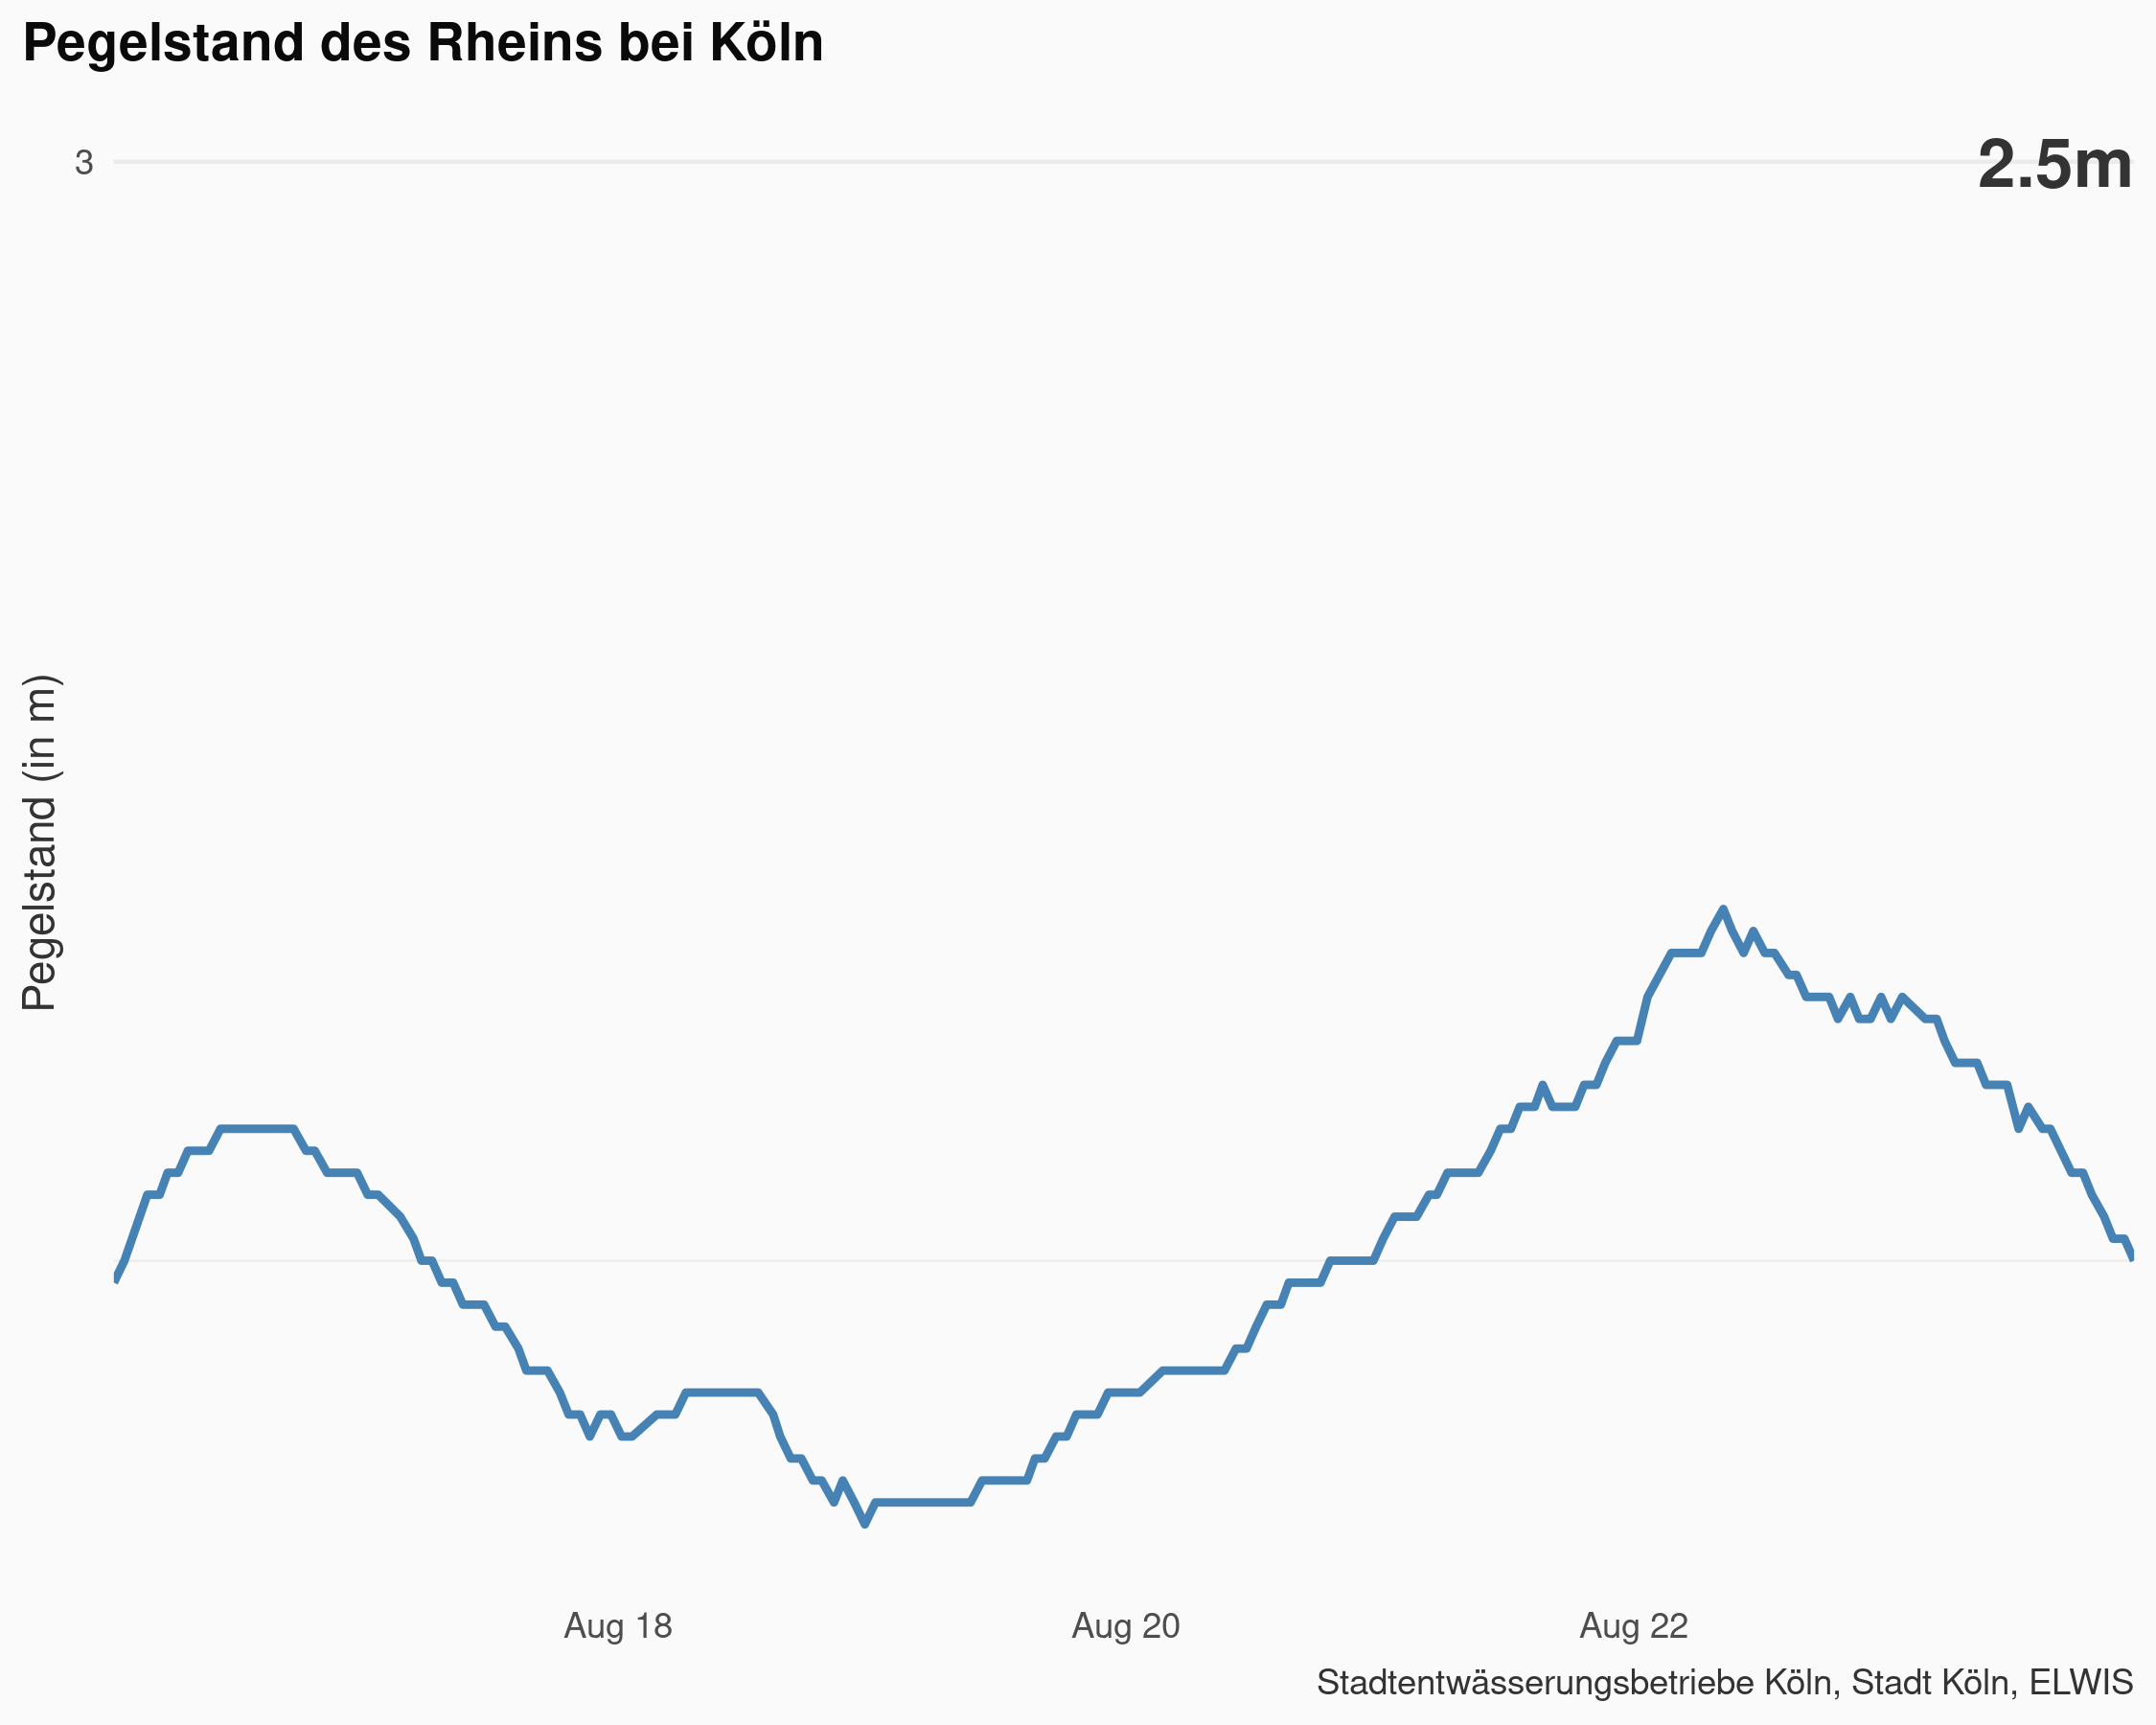 Pegelstand des Rheins bei Köln
3
2.5m
Pegelstand (in m)
Aug 18
Aug 20
Aug 22
Stadtentwässerungsbetriebe Köln, Stadt Köln, ELWIS